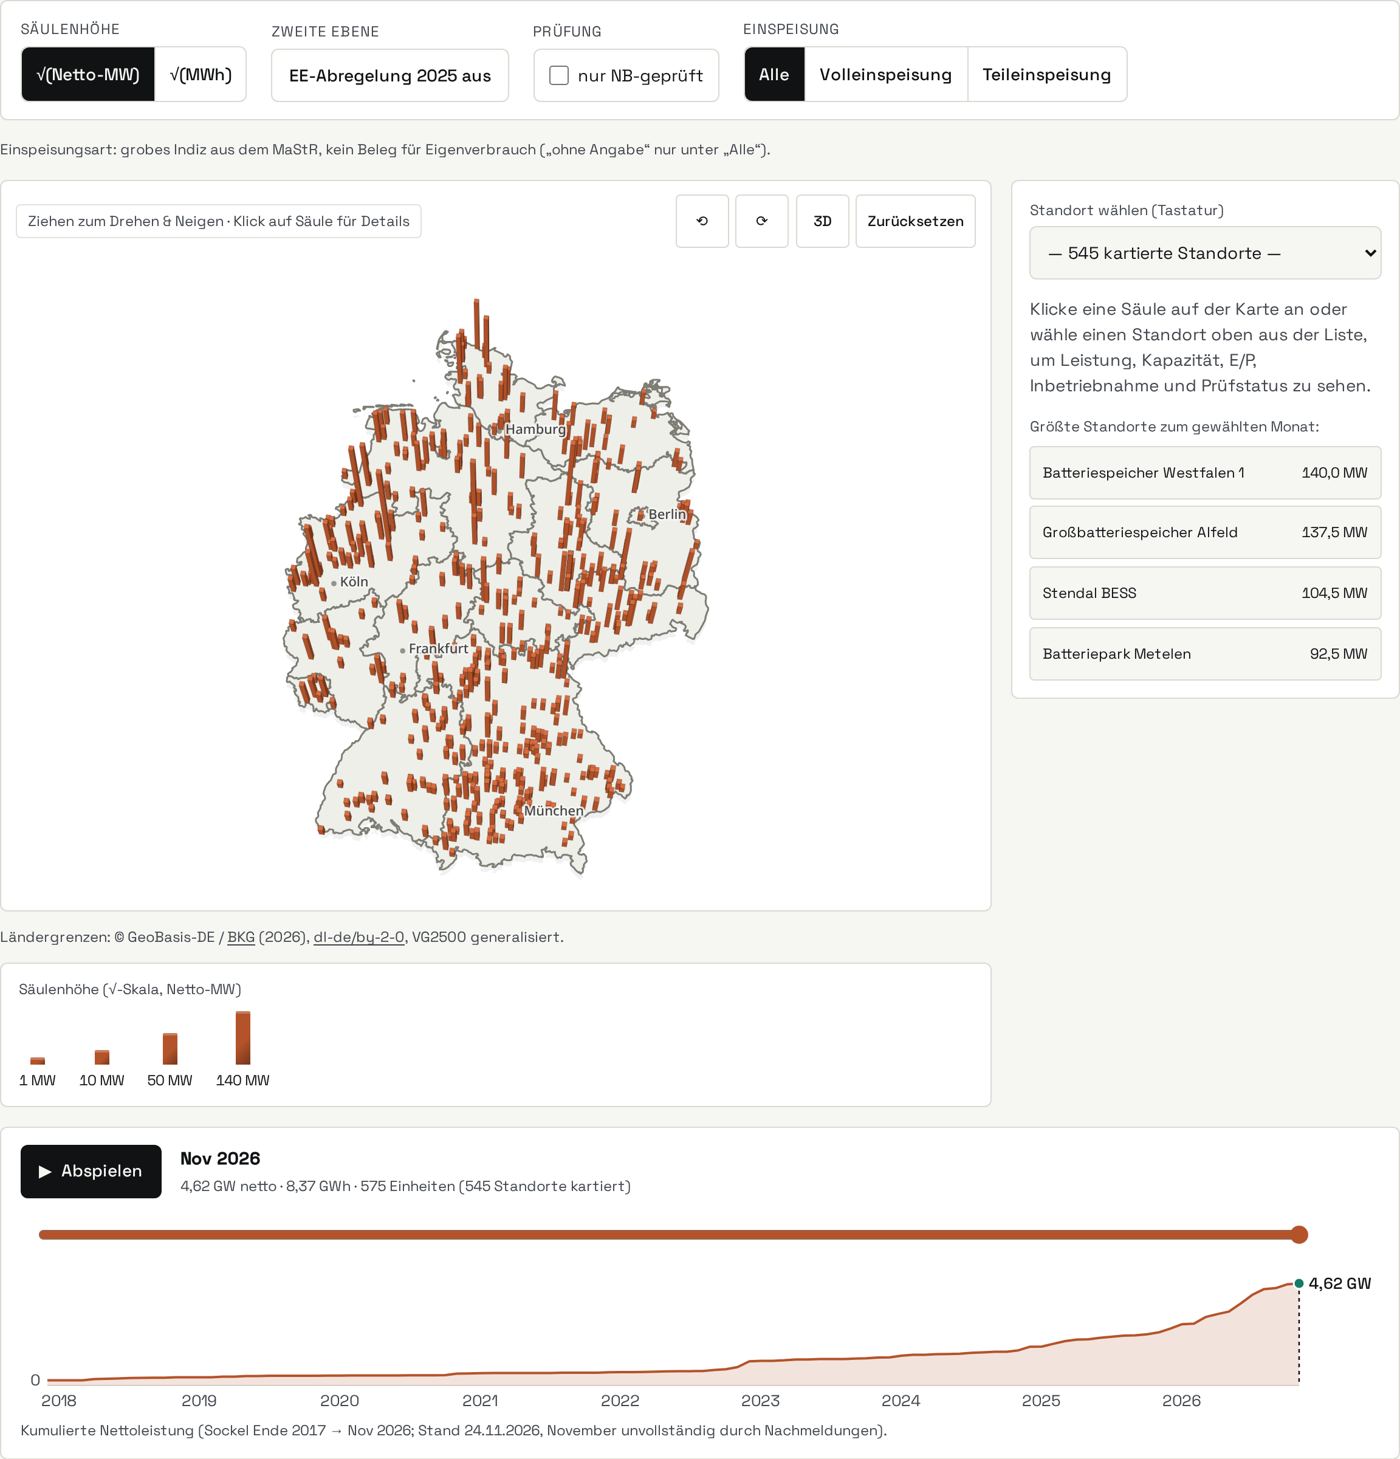 SÄULENHÖHE
√(Netto-MW)
√(MWh)
ZWEITE EBENE
EE-Abregelung 2025 aus
PRÜFUNG
nur NB-geprüft
EINSPEISUNG
Alle
Volleinspeisung
Teileinspeisung
Einspeisungsart: grobes Indiz aus dem MaStR, kein Beleg für Eigenverbrauch („ohne Angabe“ nur unter „Alle“).
Ziehen zum Drehen & Neigen · Klick auf Säule für Details
⟲
⟳
3D
Zurücksetzen
Hamburg
Berlin
Köln
Frankfurt
München
Standort wählen (Tastatur)
— 545 kartierte Standorte —
Klicke eine Säule auf der Karte an oder
wähle einen Standort oben aus der Liste,
um Leistung, Kapazität, E/P,
Inbetriebnahme und Prüfstatus zu sehen.
Größte Standorte zum gewählten Monat:
Batteriespeicher Westfalen 1 140,0 MW
Großbatteriespeicher Alfeld 137,5 MW
Stendal BESS 104,5 MW
Batteriepark Metelen 92,5 MW
Ländergrenzen: © GeoBasis-DE / BKG (2026), dl-de/by-2-0, VG2500 generalisiert.
Säulenhöhe (√-Skala, Netto-MW)
1 MW 10 MW 50 MW 140 MW
▶ Abspielen
Nov 2026
4,62 GW netto · 8,37 GWh · 575 Einheiten (545 Standorte kartiert)
4,62 GW
0
2018 2019 2020 2021 2022 2023 2024 2025 2026
Kumulierte Nettoleistung (Sockel Ende 2017 → Nov 2026; Stand 24.11.2026, November unvollständig durch Nachmeldungen).